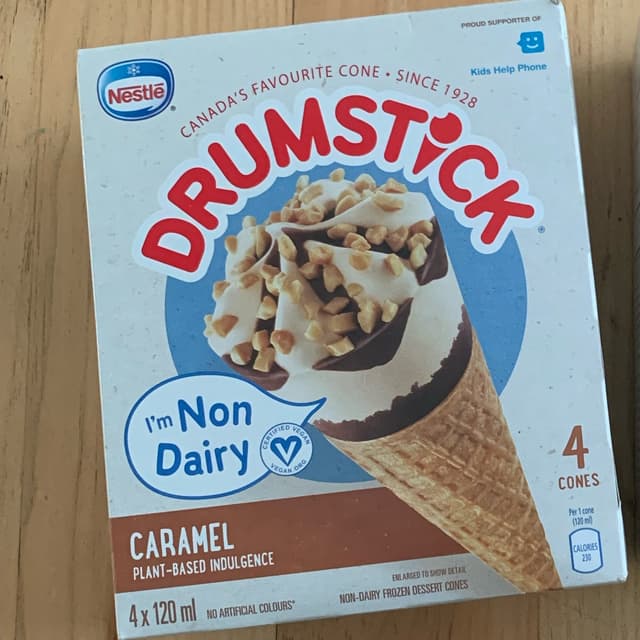 PROUD SUPPORTER OF
Kids Help Phone
Nestlé
CANADA'S FAVOURITE CONE • SINCE 1928
DRUMSTICK
I'm Non
Dairy
CERTIFIED VEGAN
VEGAN.ORG
4
CONES
Per 1 cone
(120 ml)
CALORIES
230
CARAMEL
PLANT-BASED INDULGENCE
ENLARGED TO SHOW DETAIL
4 x 120 ml NO ARTIFICIAL COLOURS* NON-DAIRY FROZEN DESSERT CONES